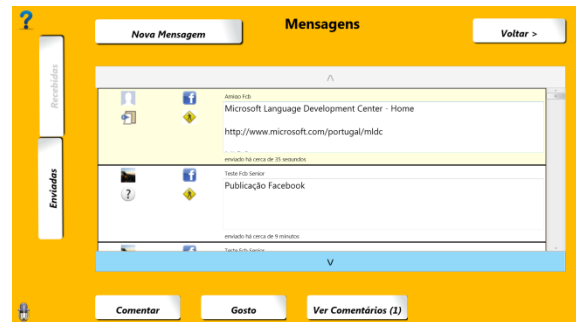 ?
Nova Mensagem
Mensagens
Voltar >
Recebidas
Enviadas
Amigo Fcb
Microsoft Language Development Center - Home
http://www.microsoft.com/portugal/mldc
enviado há cerca de 35 segundos
Teste Fcb Senior
Publicação Facebook
enviado há cerca de 9 minutos
Teste Fcb Senior
Comentar
Gosto
Ver Comentários (1)